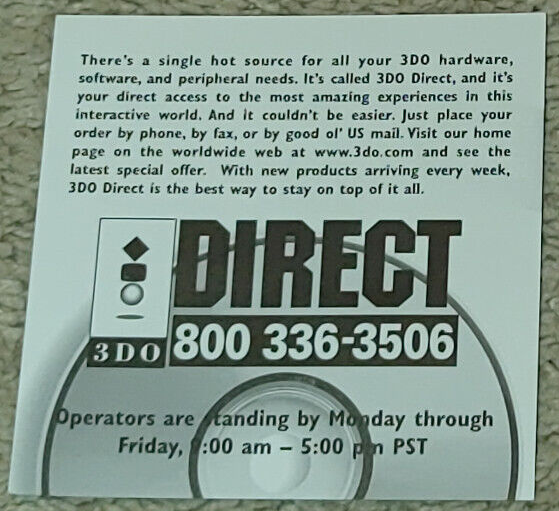 There's a single hot source for all your 3DO hardware,
software, and peripheral needs. It's called 3DO Direct, and it's
your direct access to the most amazing experiences in this
interactive world. And it couldn't be easier. Just place your
order by phone, by fax, or by good ol' US mail. Visit our home
page on the worldwide web at www.3do.com and see the
latest special offer. With new products arriving every week,
3DO Direct is the best way to stay on top of it all.
DIRECT
3DO 800 336-3506
Operators are standing by Monday through
Friday, :00 am – 5:00 pm PST